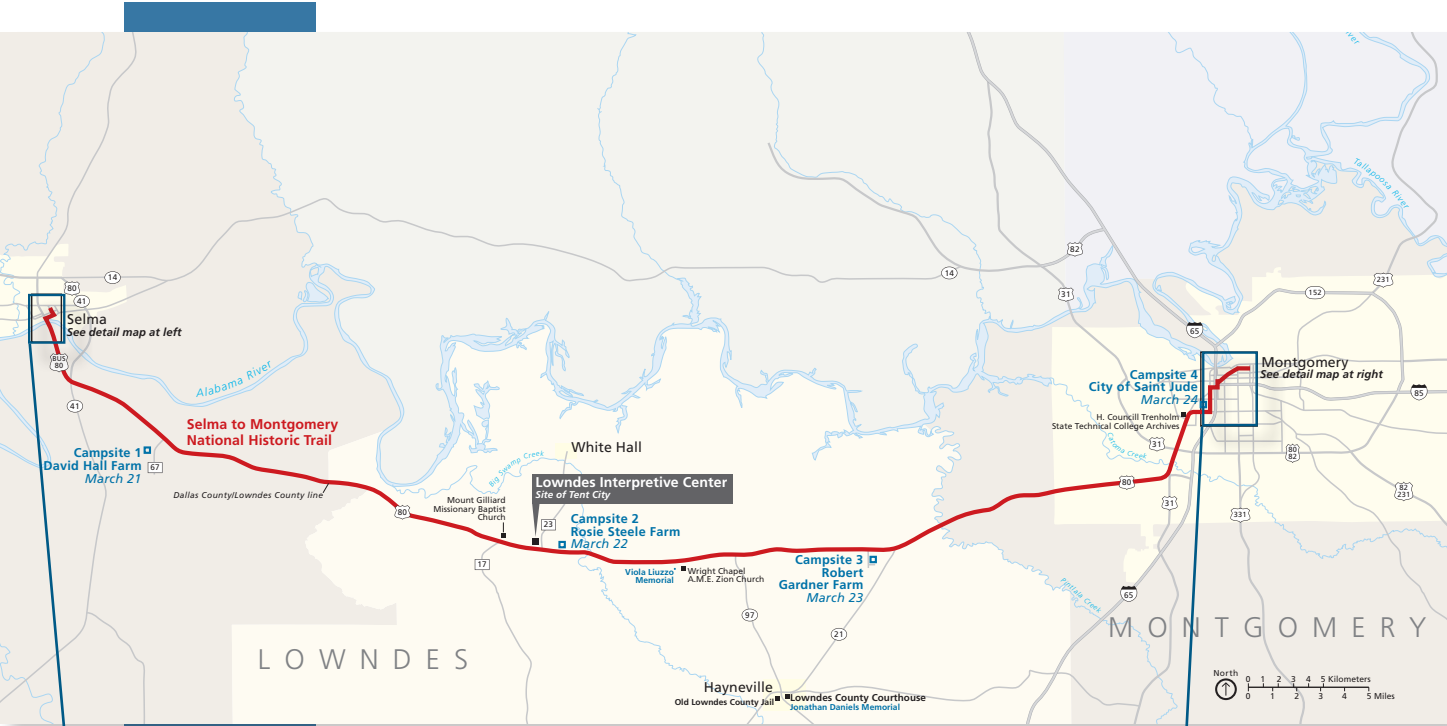 River
Tallapoosa River
82
14
14
231
31
152
80
41
Selma
See detail map at left
65
BUS
80
Montgomery
See detail map at right
Alabama River
Campsite 4
City of Saint Jude
March 24
85
41
H. Councill Trenholm
State Technical College Archives
Selma to Montgomery
National Historic Trail
31
Catoma Creek
White Hall
80
82
Campsite 1
David Hall Farm
March 21
67
Big Swamp Creek
Lowndes Interpretive Center
Site of Tent City
80
82
231
Dallas County/Lowndes County line
Mount Gilliard
Missionary Baptist
Church
31
331
80
23
Campsite 2
Rosie Steele Farm
March 22
17
Viola Liuzzo
Memorial
Wright Chapel
A.M.E. Zion Church
Campsite 3
Robert
Gardner Farm
March 23
Pintlala Creek
65
97
21
MONTGOMERY
LOWNDES
North
0 1 2 3 4 5 Kilometers
0 1 2 3 4 5 Miles
Hayneville
Old Lowndes County Jail
Lowndes County Courthouse
Jonathan Daniels Memorial